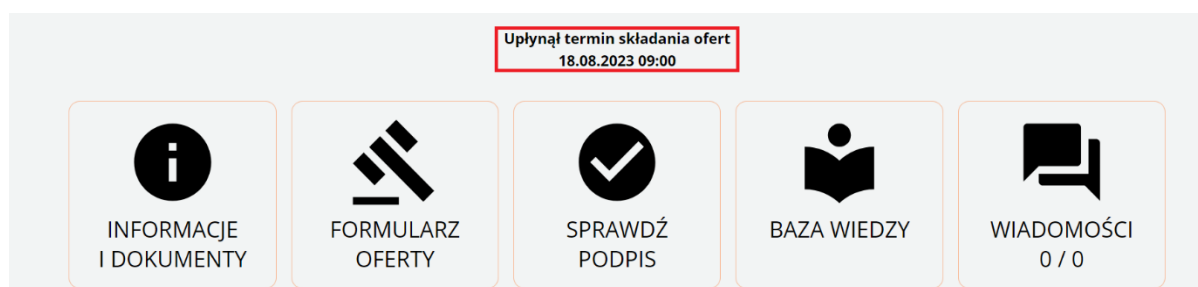 Upłynął termin składania ofert
18.08.2023 09:00
INFORMACJE
I DOKUMENTY
FORMULARZ
OFERTY
SPRAWDŹ
PODPIS
BAZA WIEDZY
WIADOMOŚCI
0 / 0